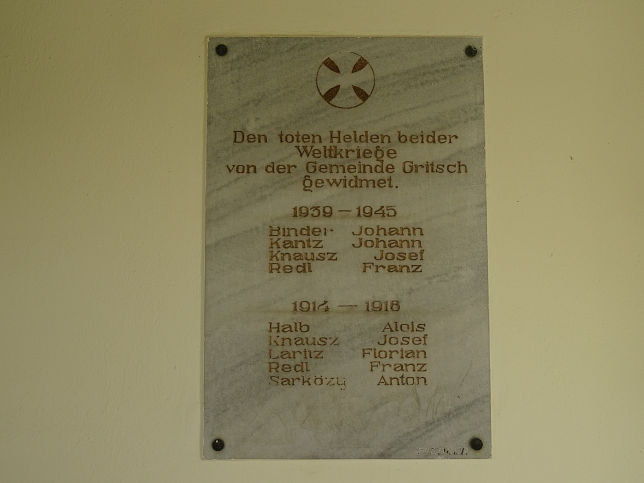 Den toten Helden beider
Weltkriege
von der Gemeinde Gritsch
gewidmet.
1939 — 1945
Binder Johann
Kantz Johann
Knausz Josef
Redl Franz
1914 — 1918
Halb Alois
Knausz Josef
Laritz Florian
Redl Franz
Sarközy Anton